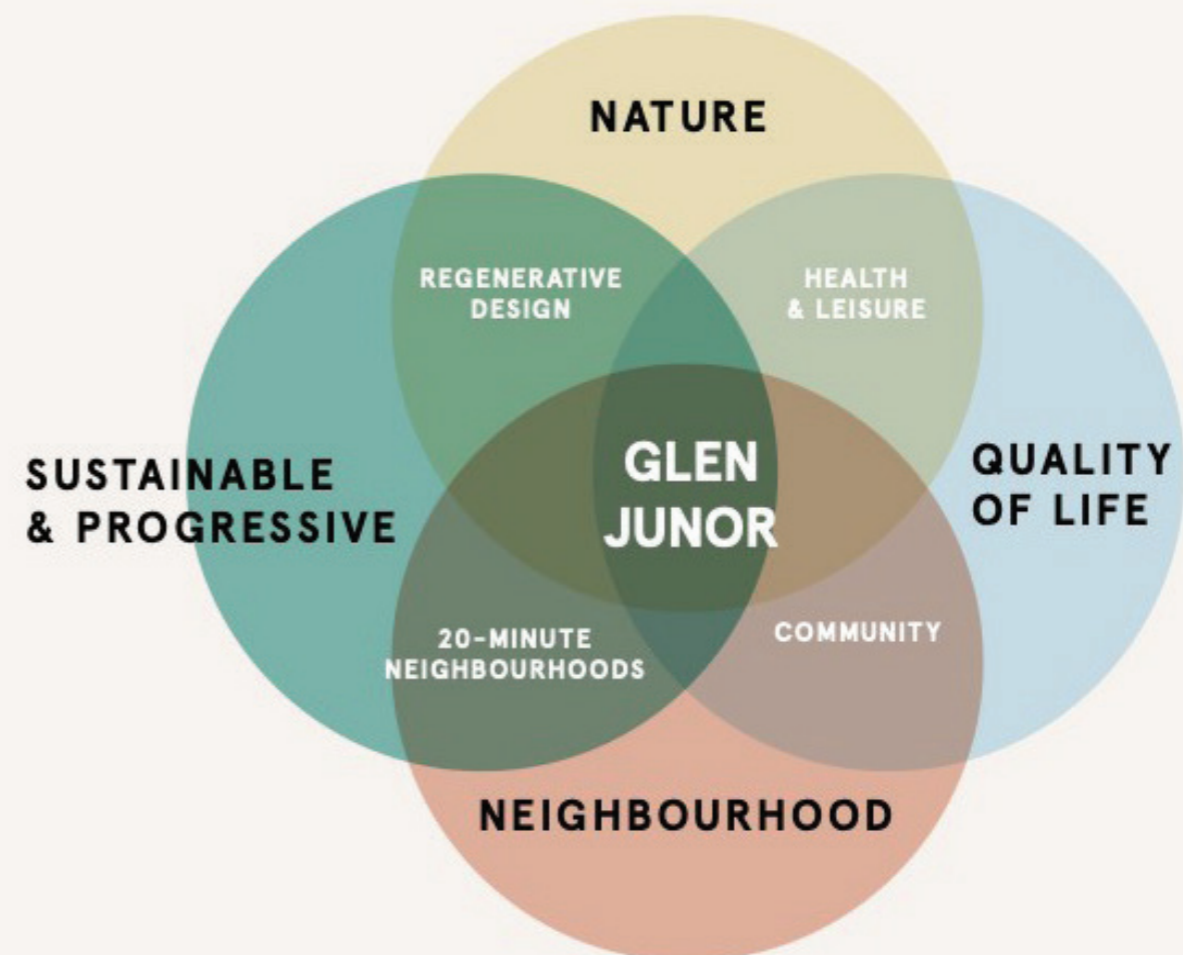 NATURE
REGENERATIVE
DESIGN
HEALTH
& LEISURE
SUSTAINABLE
& PROGRESSIVE
GLEN
JUNOR
QUALITY
OF LIFE
20-MINUTE
NEIGHBOURHOODS
COMMUNITY
NEIGHBOURHOOD